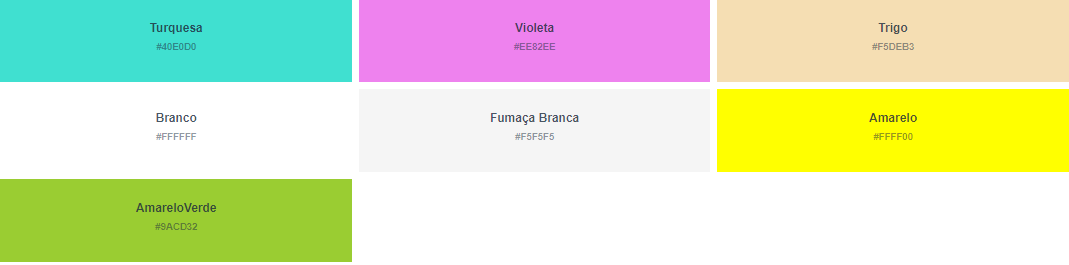 Turquesa
#40E0D0
Violeta
#EE82EE
Trigo
#F5DEB3
Branco
#FFFFFF
Fumaça Branca
#F5F5F5
Amarelo
#FFFF00
AmareloVerde
#9ACD32